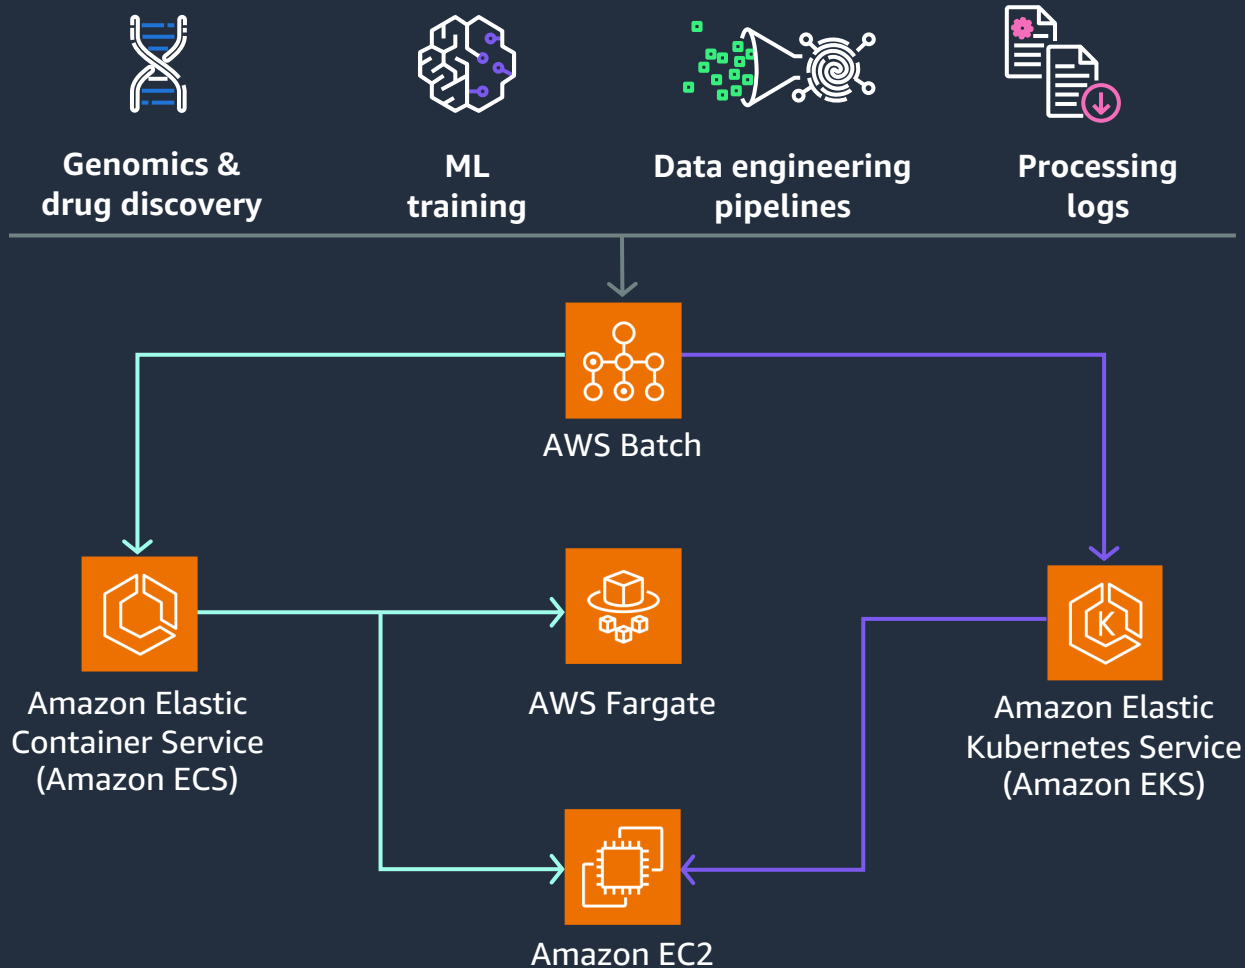 Genomics &
drug discovery
ML
training
Data engineering
pipelines
Processing
logs
AWS Batch
Amazon Elastic
Container Service
(Amazon ECS)
AWS Fargate
K
Amazon Elastic
Kubernetes Service
(Amazon EKS)
Amazon EC2